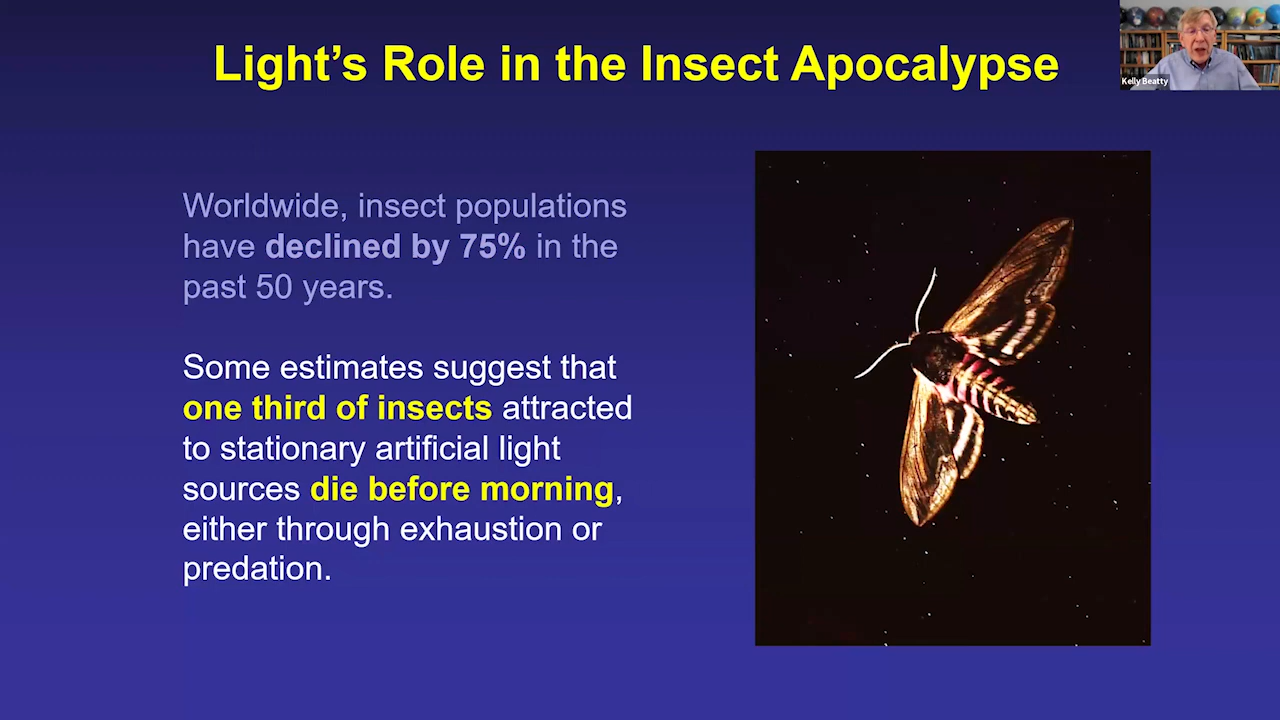 Light's Role in the Insect Apocalypse
Kelly Beatty
Worldwide, insect populations
have declined by 75% in the
past 50 years.
Some estimates suggest that
one third of insects attracted
to stationary artificial light
sources die before morning,
either through exhaustion or
predation.